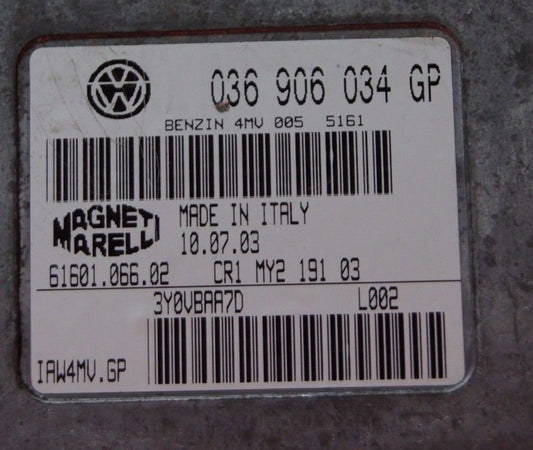 036 906 034 GP
BENZIN 4MV 005 5161
MAGNETI MARELLI
MADE IN ITALY
10.07.03
61601.066.02 CR1 MY2 191 03
3Y0VBAA7D L002
IAW4MV.GP